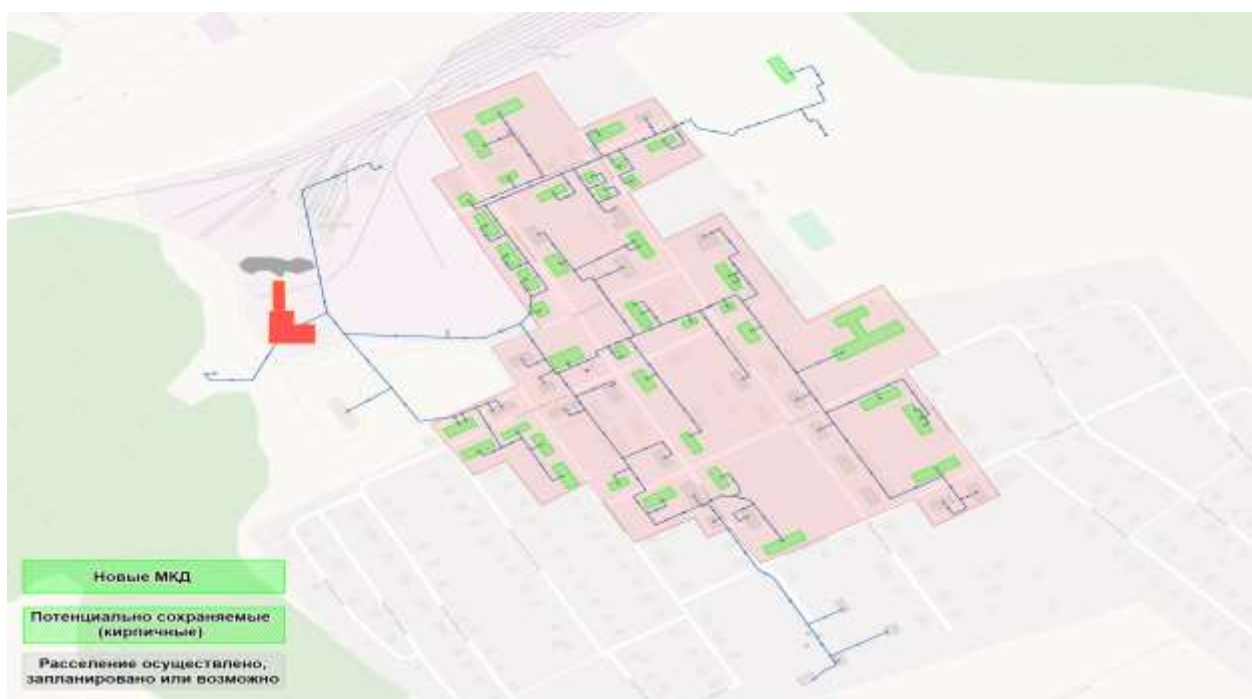 Новые МКД
Потенциально сохраняемые
(кирпичные)
Расселение осуществлено,
запланировано или возможно